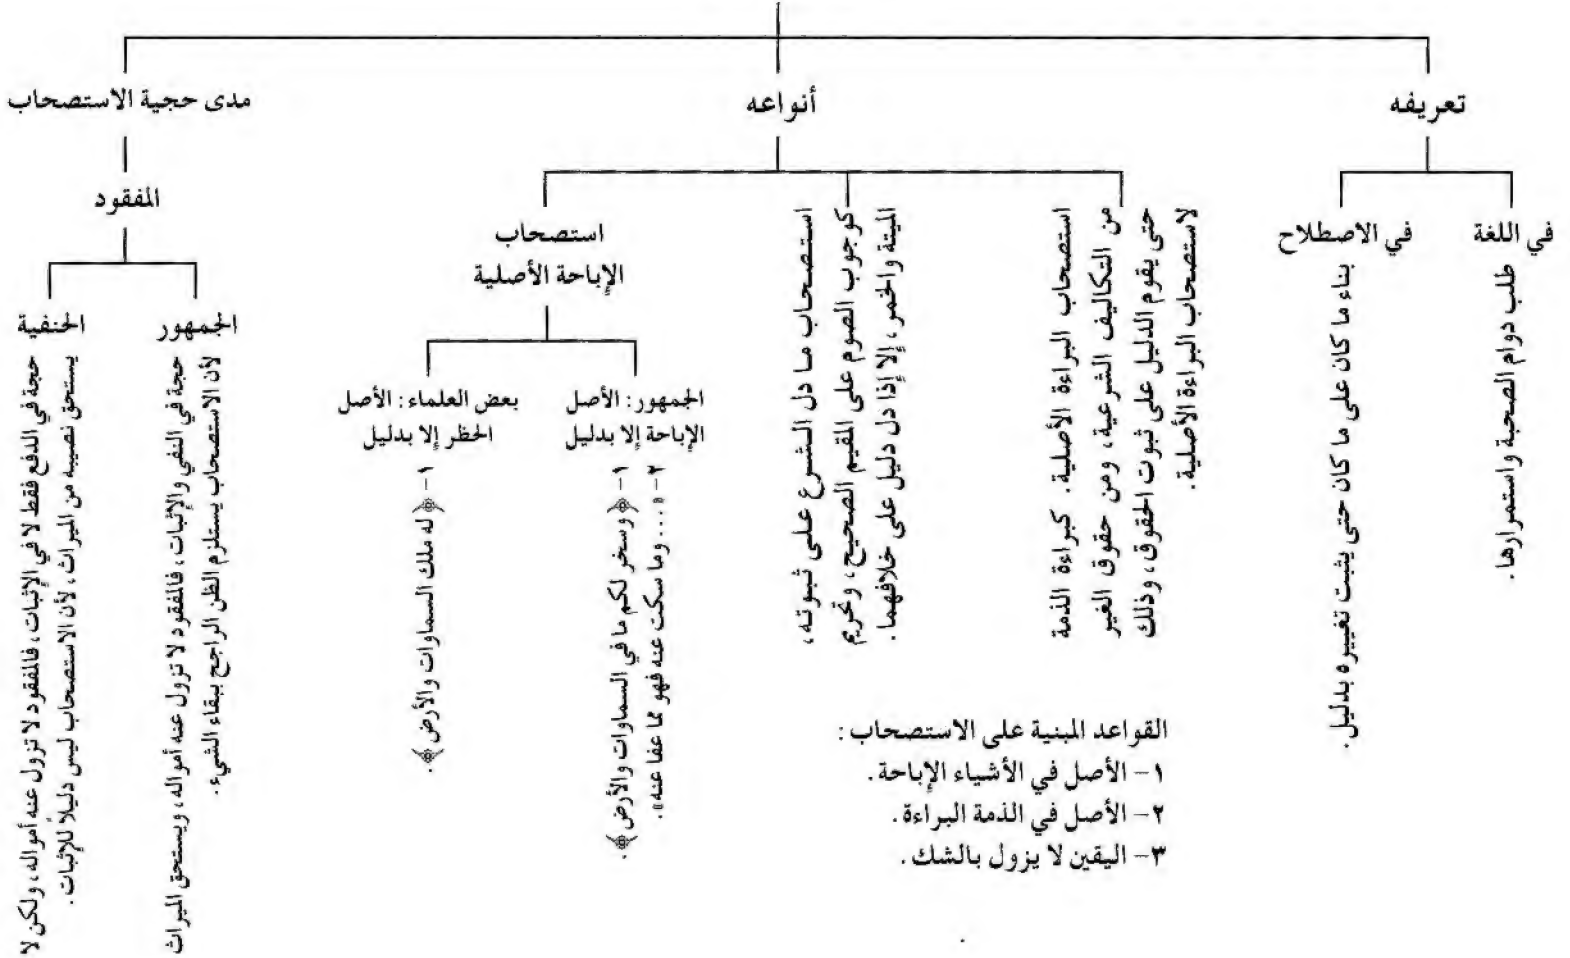 تعريفه
في اللغة
طلب دوام الصحبة واستمرارها.
في الاصطلاح
بناء ما كان على ما كان حتى يثبت تغييره بدليل.
أنواعه
استصحاب البراءة الأصلية. كبراءة الذمة
من التكاليف الشرعية، ومن حقوق الغير
حتى يقوم الدليل على ثبوت الحقوق، وذلك
لاستصحاب البراءة الأصلية.
استصحاب ما دل الشرع على ثبوته،
كوجوب الصوم على المقيم الصحيح، وتحريم
الميتة والخمر، إلا إذا دل دليل على خلافهما.
استصحاب
الإباحة الأصلية
الجمهور: الأصل
الإباحة إلا بدليل
١- ﴿وسخر لكم ما في السماوات والأرض﴾.
٢- «... وما سكت عنه فهو مما عفا عنه».
بعض العلماء: الأصل
الحظر إلا بدليل
١- ﴿له ملك السماوات والأرض﴾.
مدى حجية الاستصحاب
المفقود
الجمهور
حجة في النفي والإثبات، فالمفقود لا تزول عنه أمواله، ويستحق الميراث
لأن الاستصحاب يستلزم الظن الراجح ببقاء الشيء.
الحنفية
حجة في الدفع فقط لا في الإثبات، فالمفقود لا تزول عنه أمواله، ولكن لا
يستحق نصيبه من الميراث، لأن الاستصحاب ليس دليلاً للإثبات.
القواعد المبنية على الاستصحاب:
١- الأصل في الأشياء الإباحة.
٢- الأصل في الذمة البراءة.
٣- اليقين لا يزول بالشك.